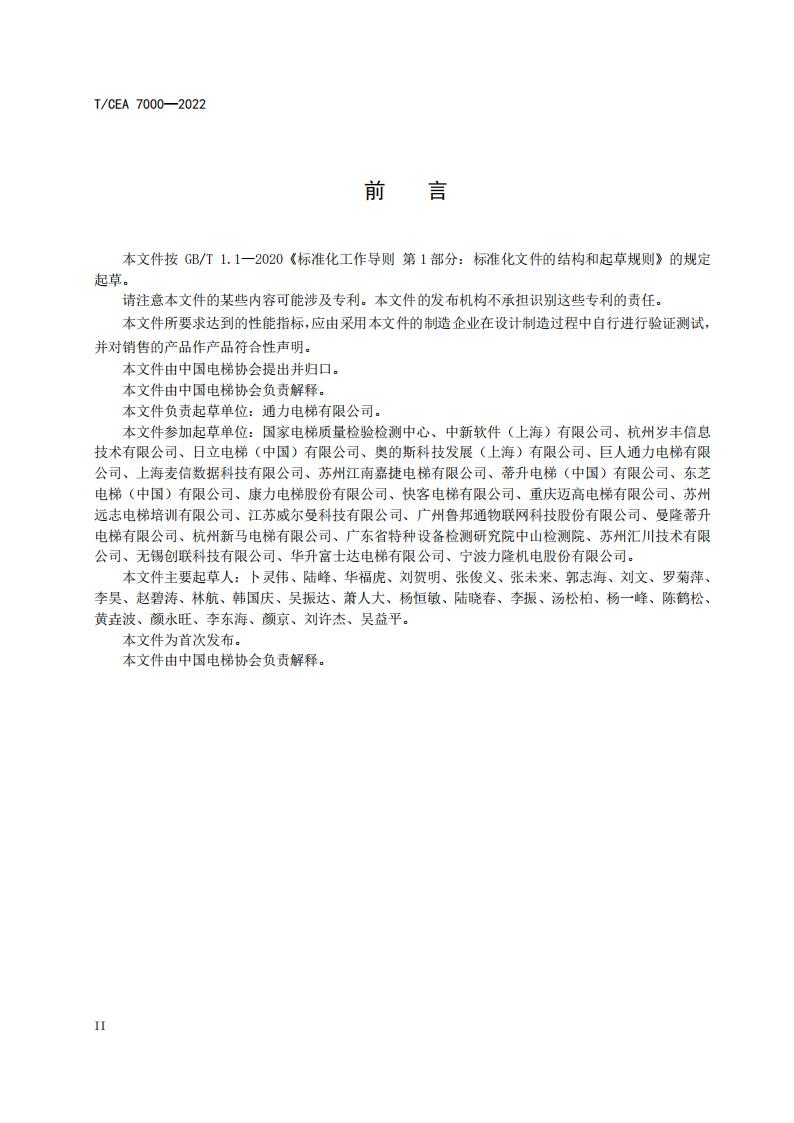 T/CEA 7000—2022
前 言
本文件按 GB/T 1.1—2020《标准化工作导则 第 1 部分：标准化文件的结构和起草规则》的规定
起草。
请注意本文件的某些内容可能涉及专利。本文件的发布机构不承担识别这些专利的责任。
本文件所要求达到的性能指标，应由采用本文件的制造企业在设计制造过程中自行进行验证测试，
并对销售的产品作产品符合性声明。
本文件由中国电梯协会提出并归口。
本文件由中国电梯协会负责解释。
本文件负责起草单位：通力电梯有限公司。
本文件参加起草单位：国家电梯质量检验检测中心、中新软件（上海）有限公司、杭州岁丰信息
技术有限公司、日立电梯（中国）有限公司、奥的斯科技发展（上海）有限公司、巨人通力电梯有限
公司、上海麦信数据科技有限公司、苏州江南嘉捷电梯有限公司、蒂升电梯（中国）有限公司、东芝
电梯（中国）有限公司、康力电梯股份有限公司、快客电梯有限公司、重庆迈高电梯有限公司、苏州
远志电梯培训有限公司、江苏威尔曼科技有限公司、广州鲁邦通物联网科技股份有限公司、曼隆蒂升
电梯有限公司、杭州新马电梯有限公司、广东省特种设备检测研究院中山检测院、苏州汇川技术有限
公司、无锡创联科技有限公司、华升富士达电梯有限公司、宁波力隆机电股份有限公司。
本文件主要起草人：卜灵伟、陆峰、华福虎、刘贺明、张俊义、张未来、郭志海、刘文、罗菊萍、
李昊、赵碧涛、林航、韩国庆、吴振达、萧人大、杨恒敏、陆晓春、李振、汤松柏、杨一峰、陈鹤松、
黄垚波、颜永旺、李东海、颜京、刘许杰、吴益平。
本文件为首次发布。
本文件由中国电梯协会负责解释。
II